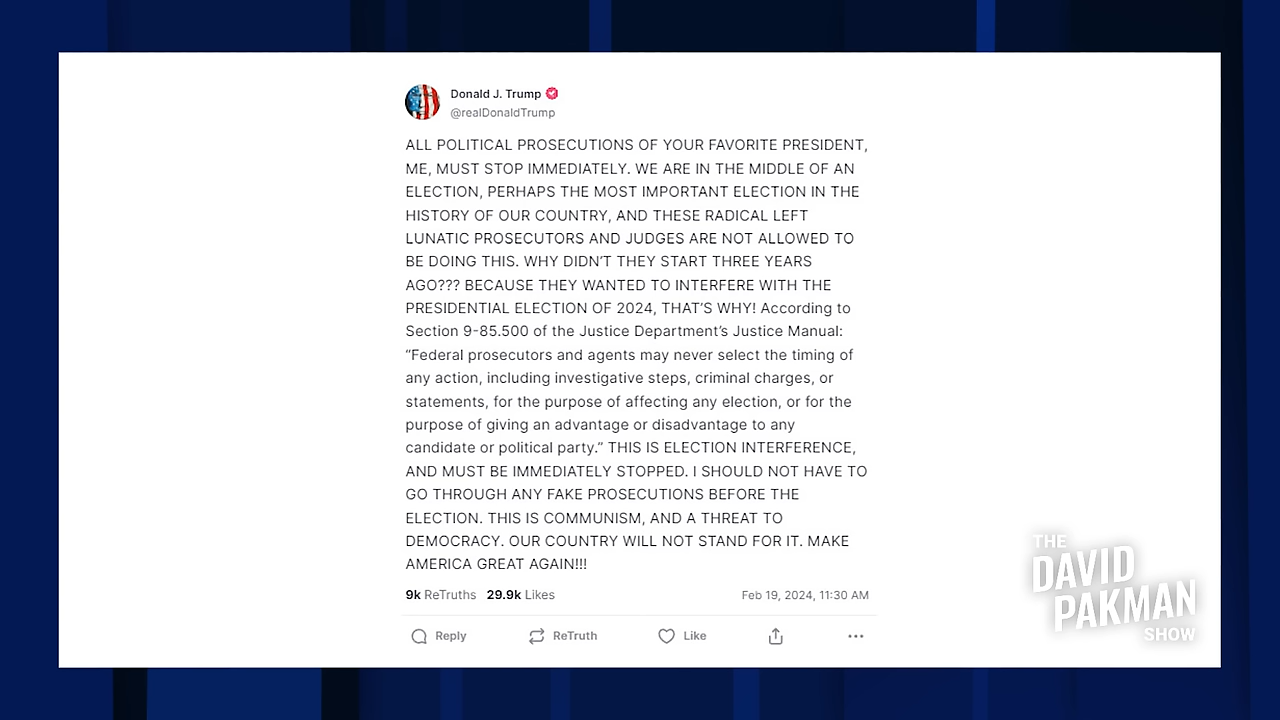 Donald J. Trump
@realDonaldTrump
ALL POLITICAL PROSECUTIONS OF YOUR FAVORITE PRESIDENT,
ME, MUST STOP IMMEDIATELY. WE ARE IN THE MIDDLE OF AN
ELECTION, PERHAPS THE MOST IMPORTANT ELECTION IN THE
HISTORY OF OUR COUNTRY, AND THESE RADICAL LEFT
LUNATIC PROSECUTORS AND JUDGES ARE NOT ALLOWED TO
BE DOING THIS. WHY DIDN’T THEY START THREE YEARS
AGO??? BECAUSE THEY WANTED TO INTERFERE WITH THE
PRESIDENTIAL ELECTION OF 2024, THAT’S WHY! According to
Section 9-85.500 of the Justice Department’s Justice Manual:
“Federal prosecutors and agents may never select the timing of
any action, including investigative steps, criminal charges, or
statements, for the purpose of affecting any election, or for the
purpose of giving an advantage or disadvantage to any
candidate or political party.” THIS IS ELECTION INTERFERENCE,
AND MUST BE IMMEDIATELY STOPPED. I SHOULD NOT HAVE TO
GO THROUGH ANY FAKE PROSECUTIONS BEFORE THE
ELECTION. THIS IS COMMUNISM, AND A THREAT TO
DEMOCRACY. OUR COUNTRY WILL NOT STAND FOR IT. MAKE
AMERICA GREAT AGAIN!!!
9k ReTruths 29.9k Likes Feb 19, 2024, 11:30 AM
Reply ReTruth Like
THE
DAVID
PAKMAN
SHOW